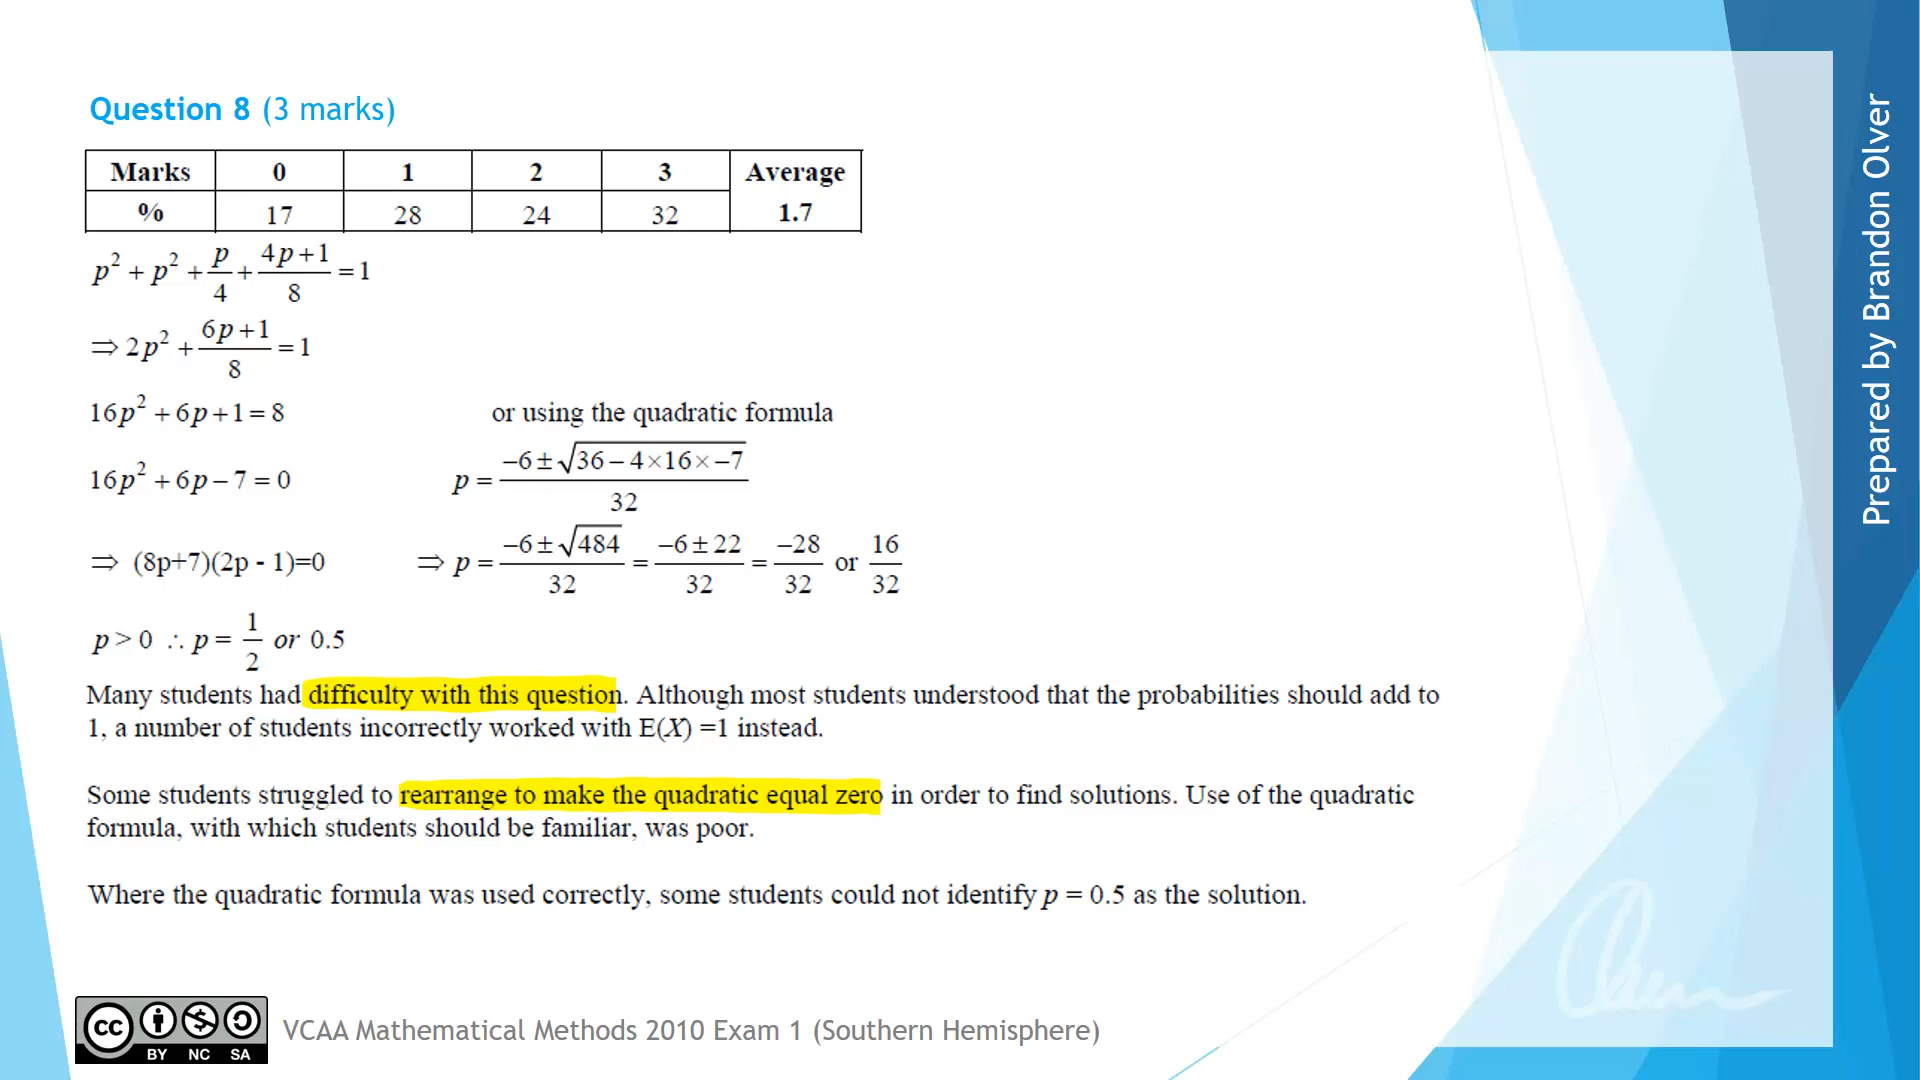 Question 8 (3 marks)
Marks 0 1 2 3 Average
% 17 28 24 32 1.7
p² + p² + p/4 + (4p+1)/8 = 1
⇒ 2p² + (6p+1)/8 = 1
16p² + 6p + 1 = 8 or using the quadratic formula
16p² + 6p − 7 = 0 p = (−6 ± √(36 − 4×16×−7))/32
⇒ (8p+7)(2p - 1)=0 ⇒ p = (−6 ± √484)/32 = (−6 ± 22)/32 = −28/32 or 16/32
p > 0 ∴ p = 1/2 or 0.5
Many students had difficulty with this question. Although most students understood that the probabilities should add to
1, a number of students incorrectly worked with E(X) =1 instead.
Some students struggled to rearrange to make the quadratic equal zero in order to find solutions. Use of the quadratic
formula, with which students should be familiar, was poor.
Where the quadratic formula was used correctly, some students could not identify p = 0.5 as the solution.
cc BY NC SA
VCAA Mathematical Methods 2010 Exam 1 (Southern Hemisphere)
Prepared by Brandon Olver